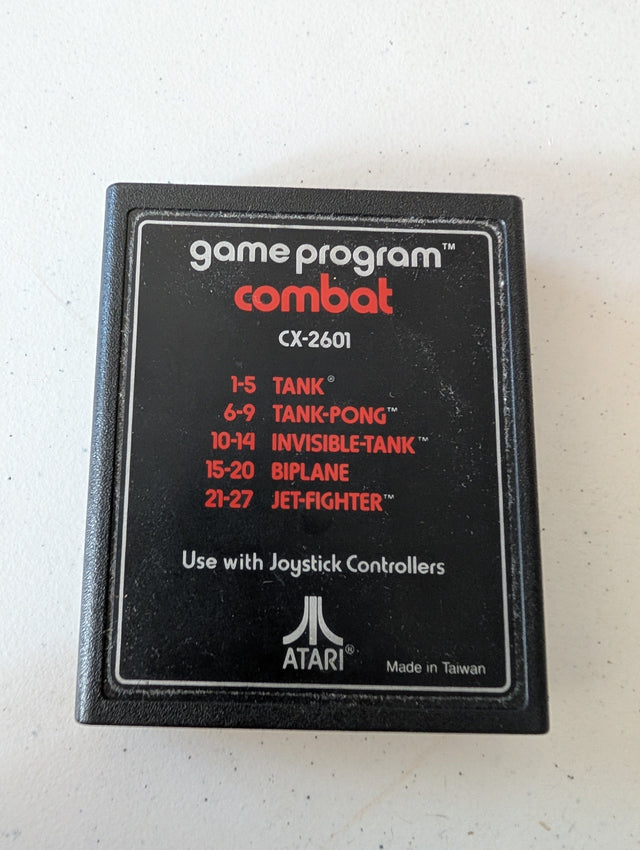 game program™
combat
CX-2601
1-5 TANK®
6-9 TANK-PONG™
10-14 INVISIBLE-TANK™
15-20 BIPLANE
21-27 JET-FIGHTER™
Use with Joystick Controllers
ATARI®
Made in Taiwan